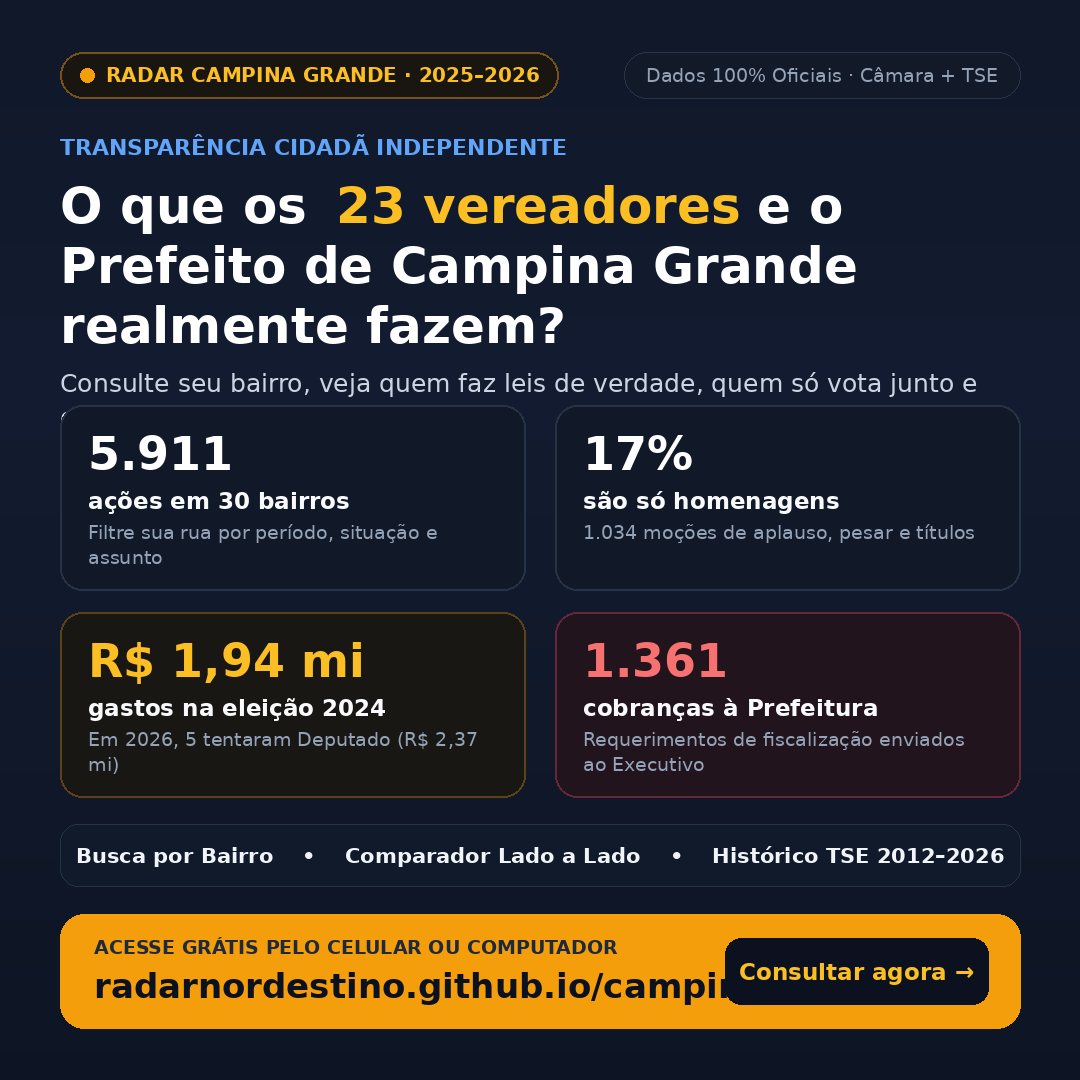 RADAR CAMPINA GRANDE · 2025–2026
Dados 100% Oficiais · Câmara + TSE
TRANSPARÊNCIA CIDADÃ INDEPENDENTE
O que os 23 vereadores e o
Prefeito de Campina Grande
realmente fazem?
Consulte seu bairro, veja quem faz leis de verdade, quem só vota junto e
5.911
ações em 30 bairros
Filtre sua rua por período, situação e
assunto
17%
são só homenagens
1.034 moções de aplauso, pesar e títulos
R$ 1,94 mi
gastos na eleição 2024
Em 2026, 5 tentaram Deputado (R$ 2,37
mi)
1.361
cobranças à Prefeitura
Requerimentos de fiscalização enviados
ao Executivo
Busca por Bairro • Comparador Lado a Lado • Histórico TSE 2012–2026
ACESSE GRÁTIS PELO CELULAR OU COMPUTADOR
radarnordestino.github.io/campi
Consultar agora →